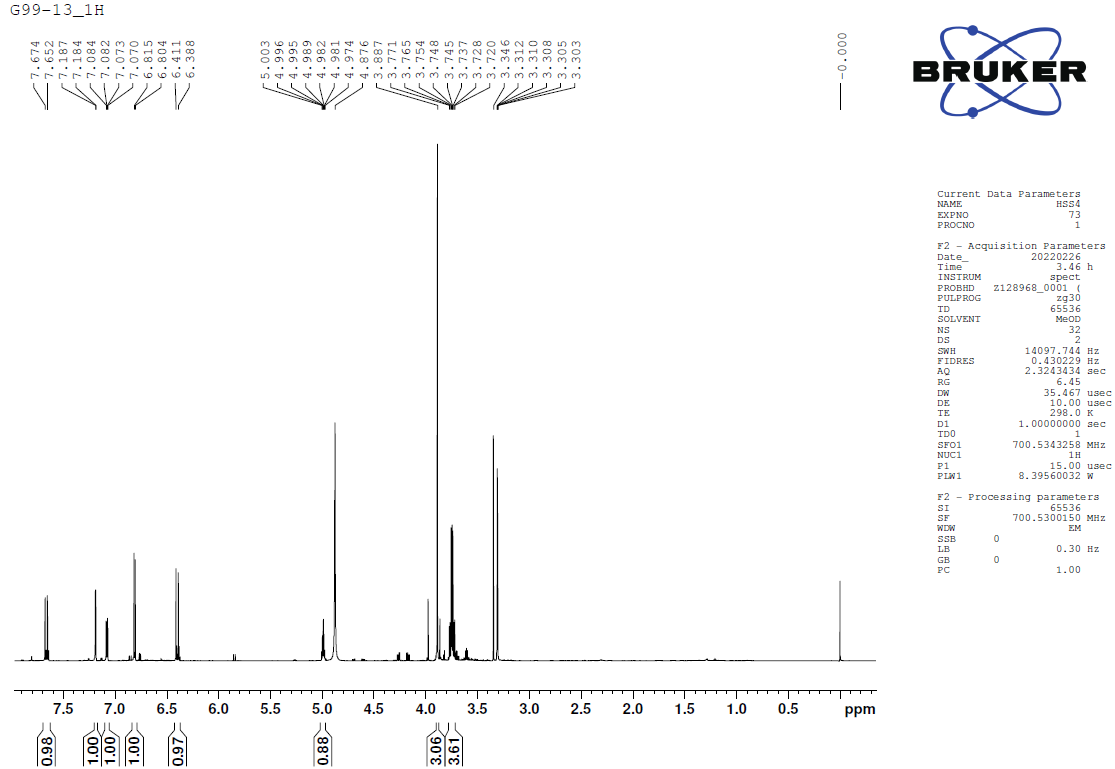 G99-13_1H
7.674
7.652
7.187
7.184
7.084
7.082
7.073
7.070
6.815
6.804
6.411
6.388
5.003
4.996
4.995
4.989
4.982
4.981
4.974
4.876
3.887
3.771
3.765
3.754
3.748
3.745
3.737
3.728
3.720
3.346
3.312
3.310
3.308
3.305
3.303
-0.000
BRUKER
Current Data Parameters
NAME HSS4
EXPNO 73
PROCNO 1
F2 - Acquisition Parameters
Date_ 20220226
Time 3.46 h
INSTRUM spect
PROBHD Z128968_0001 (
PULPROG zg30
TD 65536
SOLVENT MeOD
NS 32
DS 2
SWH 14097.744 Hz
FIDRES 0.430229 Hz
AQ 2.3243434 sec
RG 6.45
DW 35.467 usec
DE 10.00 usec
TE 298.0 K
D1 1.00000000 sec
TD0 1
SFO1 700.5343258 MHz
NUC1 1H
P1 15.00 usec
PLW1 8.39560032 W
F2 - Processing parameters
SI 65536
SF 700.5300150 MHz
WDW EM
SSB 0
LB 0.30 Hz
GB 0
PC 1.00
7.5 7.0 6.5 6.0 5.5 5.0 4.5 4.0 3.5 3.0 2.5 2.0 1.5 1.0 0.5 ppm
0.98
1.00
1.00
1.00
0.97
0.88
3.06
3.61